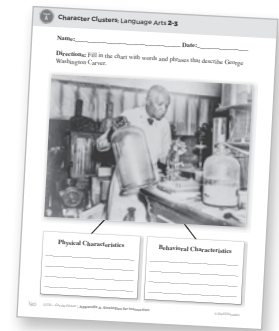 Character Clusters: Language Arts 2-3
Name: Date:
Directions: Fill in the chart with words and phrases that describe George
Washington Carver.
Physical Characteristics
Behavioral Characteristics